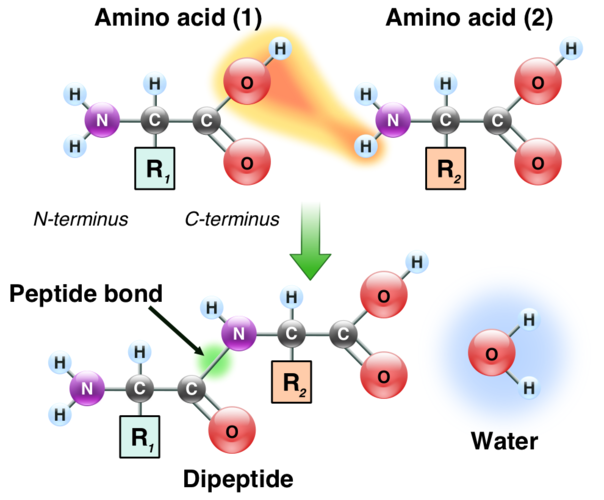 Amino acid (1)
Amino acid (2)
H
H
H
H
H
H
O
O
N
C
C
N
C
C
H
H
O
O
R1
R2
N-terminus
C-terminus
Peptide bond
H
H
H
O
N
C
C
H
H
O
R2
H
N
C
C
H
O
R1
H
O
H
Dipeptide
Water